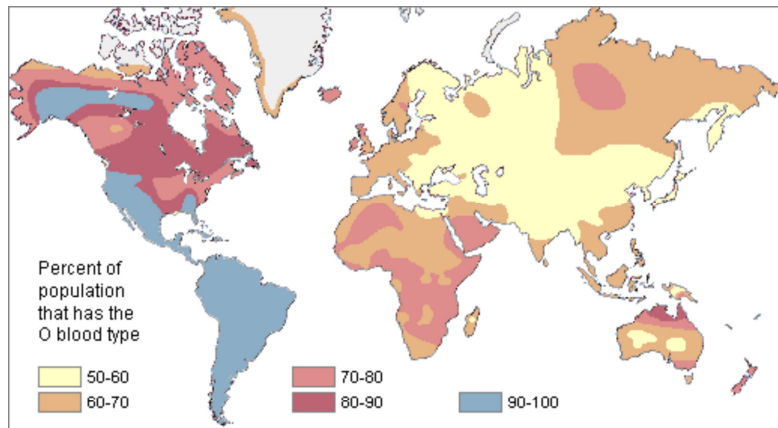 Percent of
population
that has the
O blood type
50-60
60-70
70-80
80-90
90-100